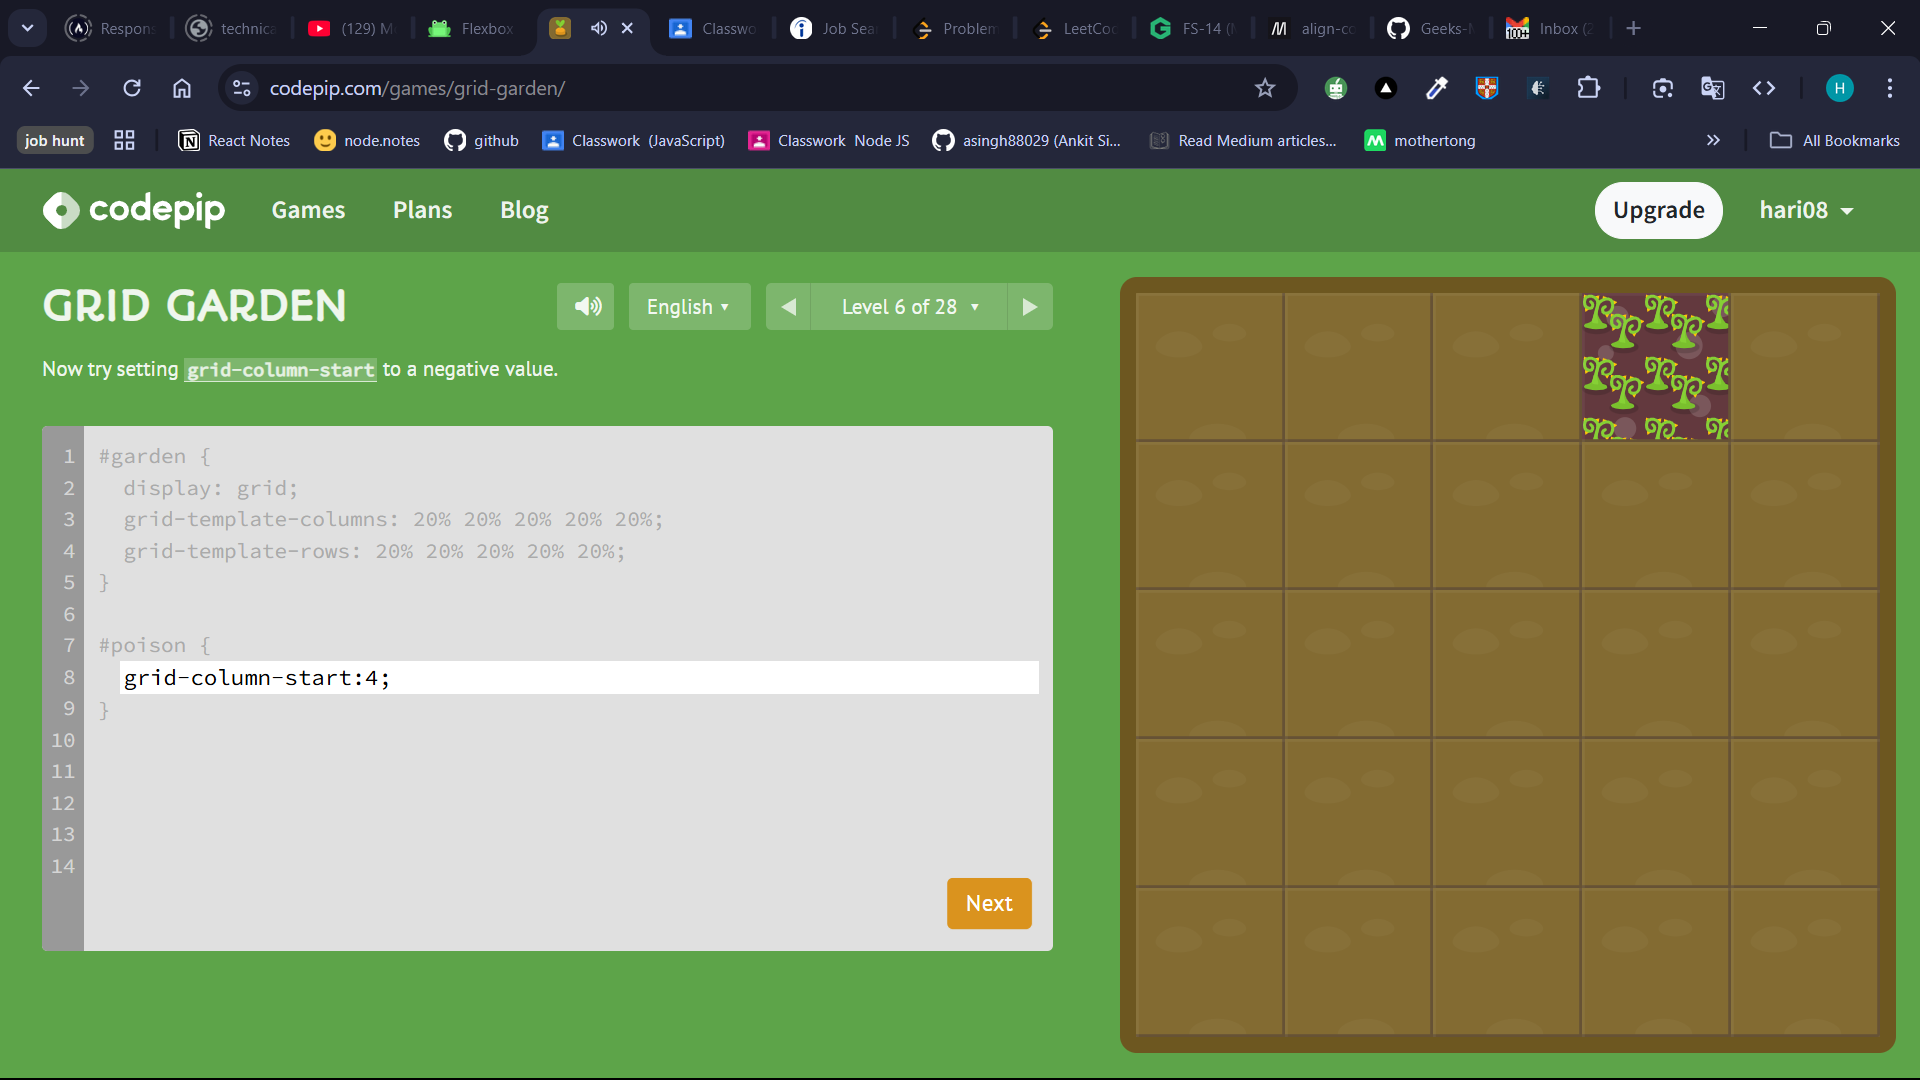 Respons
technica
(129) M
Flexbox
Classwo
Job Sear
Problem
LeetCod
FS-14 (
align-co
Geeks-
100+
Inbox (2
codepip.com/games/grid-garden/
H
job hunt
React Notes
node.notes
github
Classwork (JavaScript)
Classwork Node JS
asingh88029 (Ankit Si...
Read Medium articles...
mothertong
All Bookmarks
codepip
Games
Plans
Blog
Upgrade
hari08
GRID GARDEN
English
Level 6 of 28
Now try setting grid-column-start to a negative value.
1 #garden {
2 display: grid;
3 grid-template-columns: 20% 20% 20% 20% 20%;
4 grid-template-rows: 20% 20% 20% 20% 20%;
5 }
6
7 #poison {
8 grid-column-start:4;
9 }
10
11
12
13
14
Next